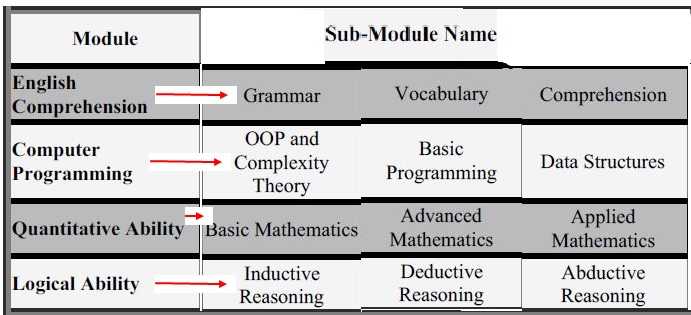 Module
Sub-Module Name
English
Comprehension
Grammar
Vocabulary
Comprehension
Computer
Programming
OOP and
Complexity
Theory
Basic
Programming
Data Structures
Quantitative Ability
Basic Mathematics
Advanced
Mathematics
Applied
Mathematics
Logical Ability
Inductive
Reasoning
Deductive
Reasoning
Abductive
Reasoning